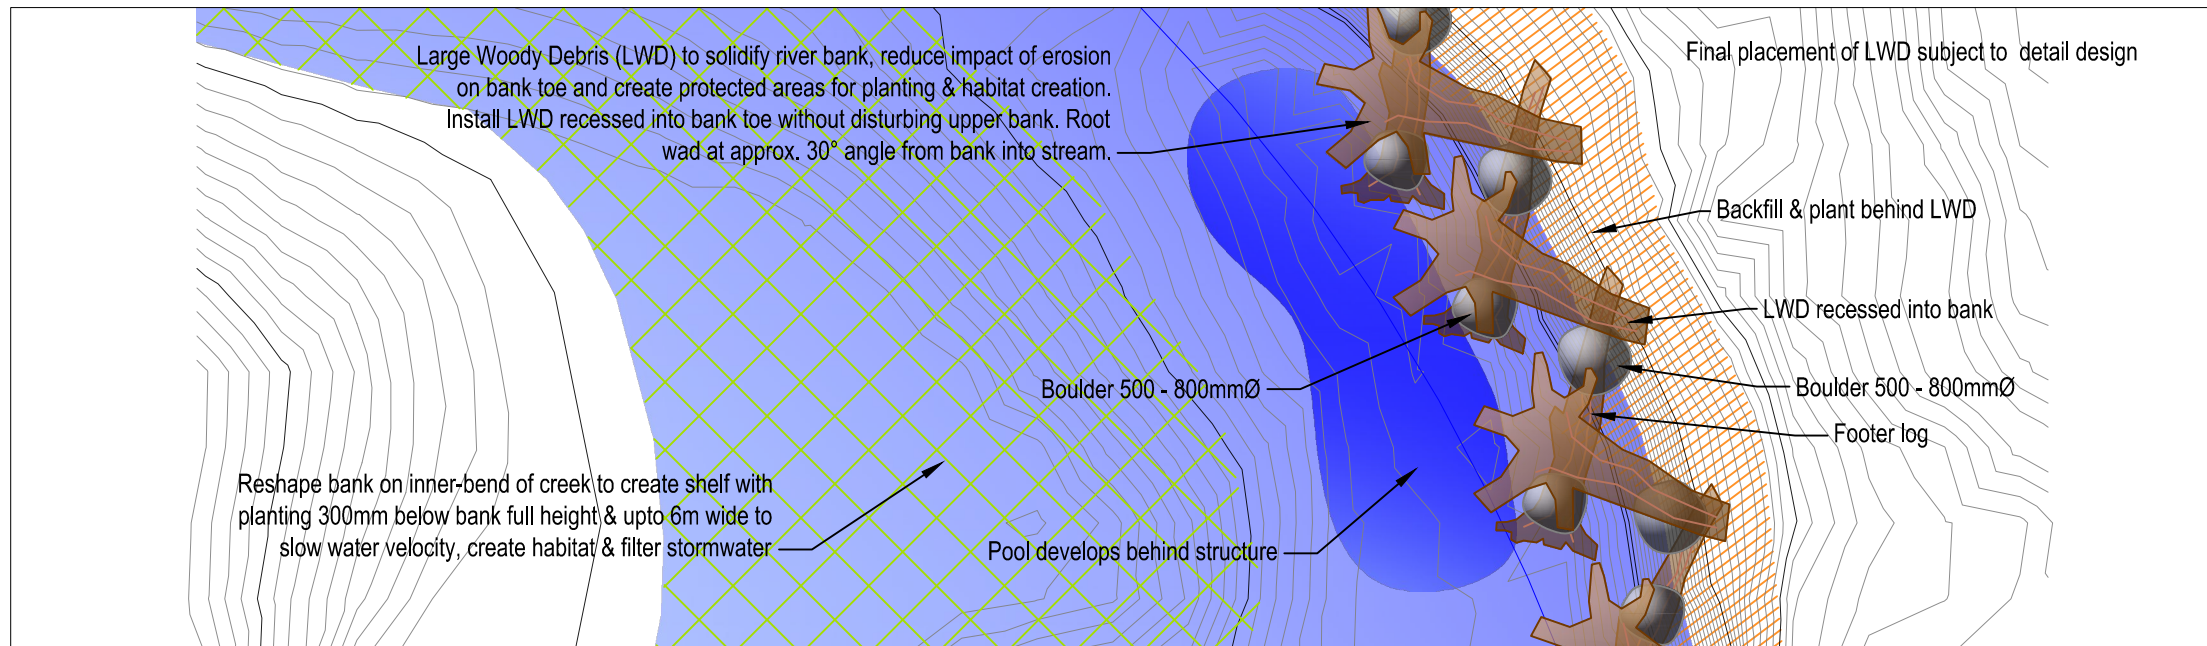 Large Woody Debris (LWD) to solidify river bank, reduce impact of erosion
on bank toe and create protected areas for planting & habitat creation.
Install LWD recessed into bank toe without disturbing upper bank. Root
wad at approx. 30° angle from bank into stream.
Final placement of LWD subject to detail design
Backfill & plant behind LWD
LWD recessed into bank
Boulder 500 - 800mmØ
Boulder 500 - 800mmØ
Footer log
Reshape bank on inner-bend of creek to create shelf with
planting 300mm below bank full height & upto 6m wide to
slow water velocity, create habitat & filter stormwater
Pool develops behind structure